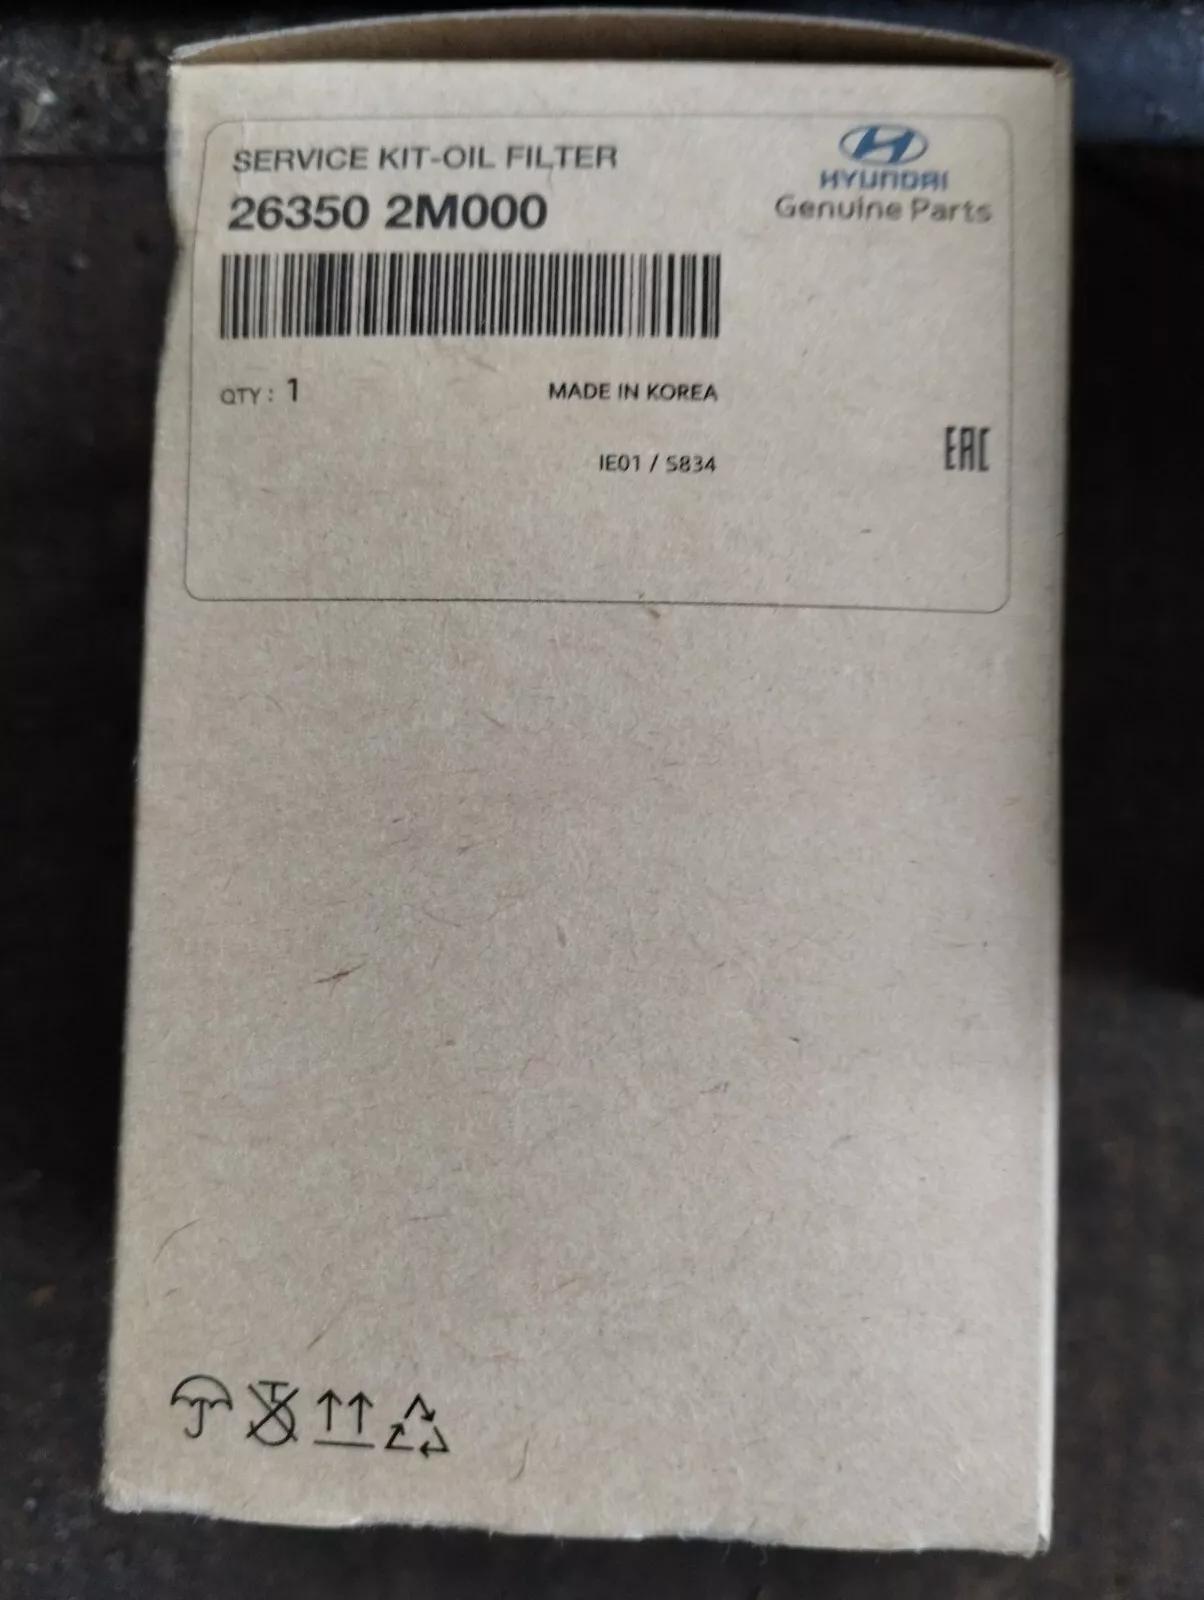 SERVICE KIT-OIL FILTER
26350 2M000
HYUNDAI
Genuine Parts
QTY : 1
MADE IN KOREA
IE01 / S834
EAC